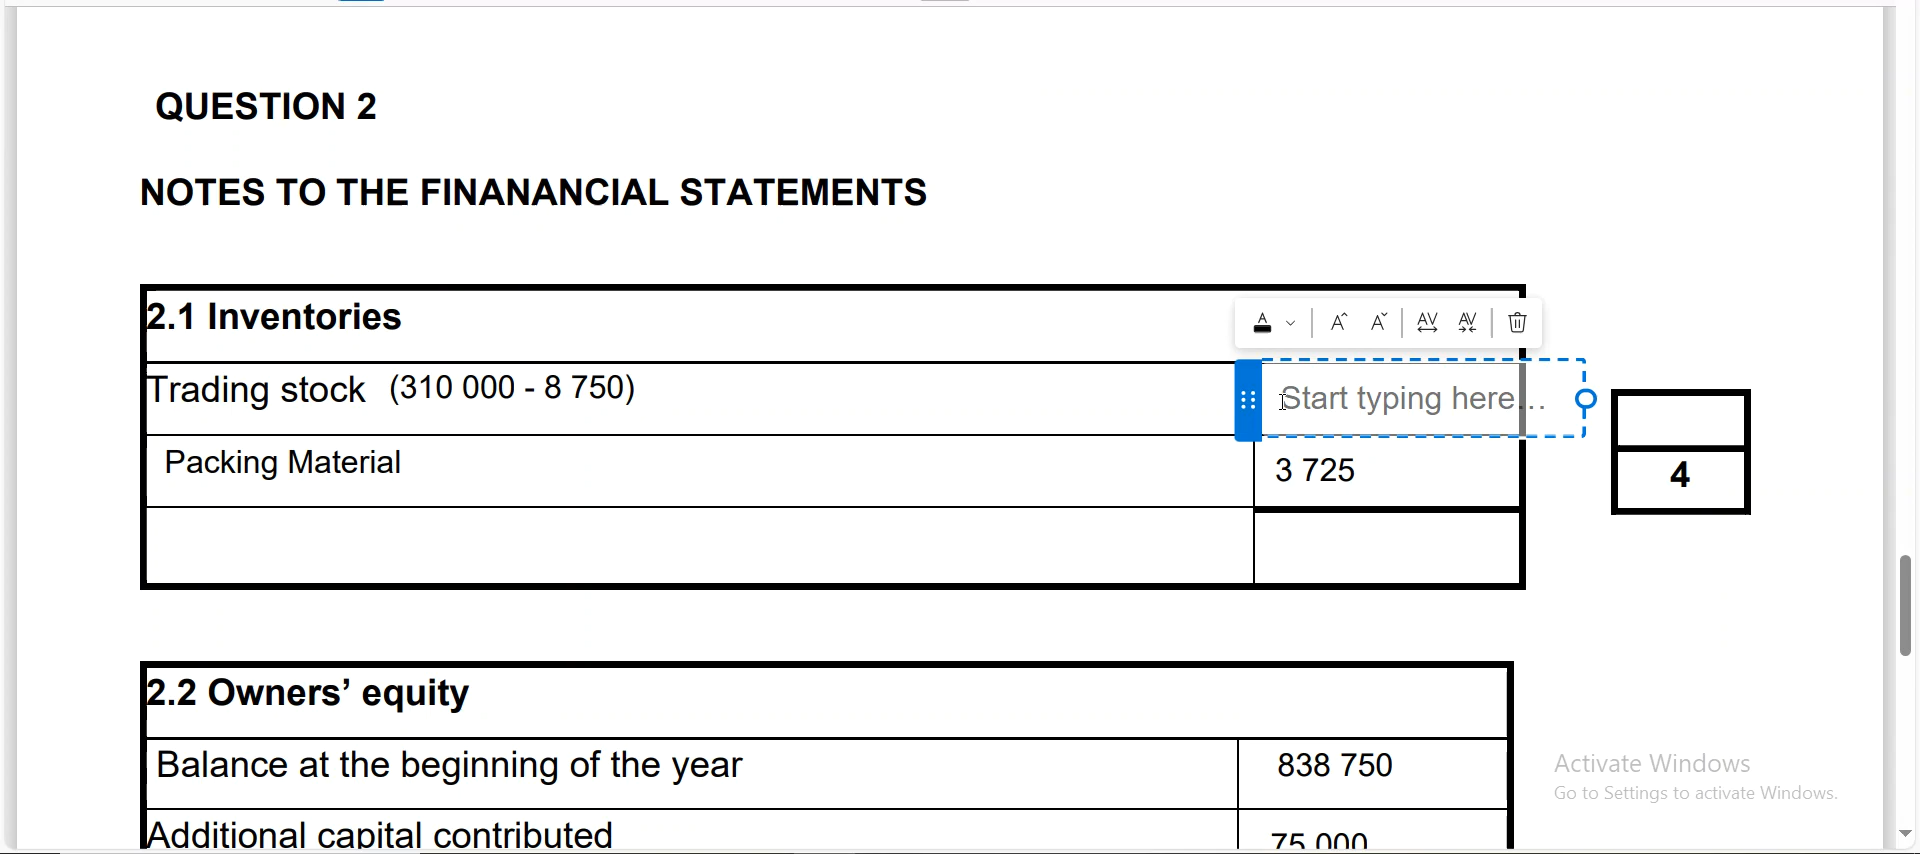 QUESTION 2
NOTES TO THE FINANANCIAL STATEMENTS
2.1 Inventories
Trading stock (310 000 - 8 750) Start typing here...
Packing Material 3 725
4
2.2 Owners’ equity
Balance at the beginning of the year 838 750
Additional capital contributed 75 000
Activate Windows
Go to Settings to activate Windows.